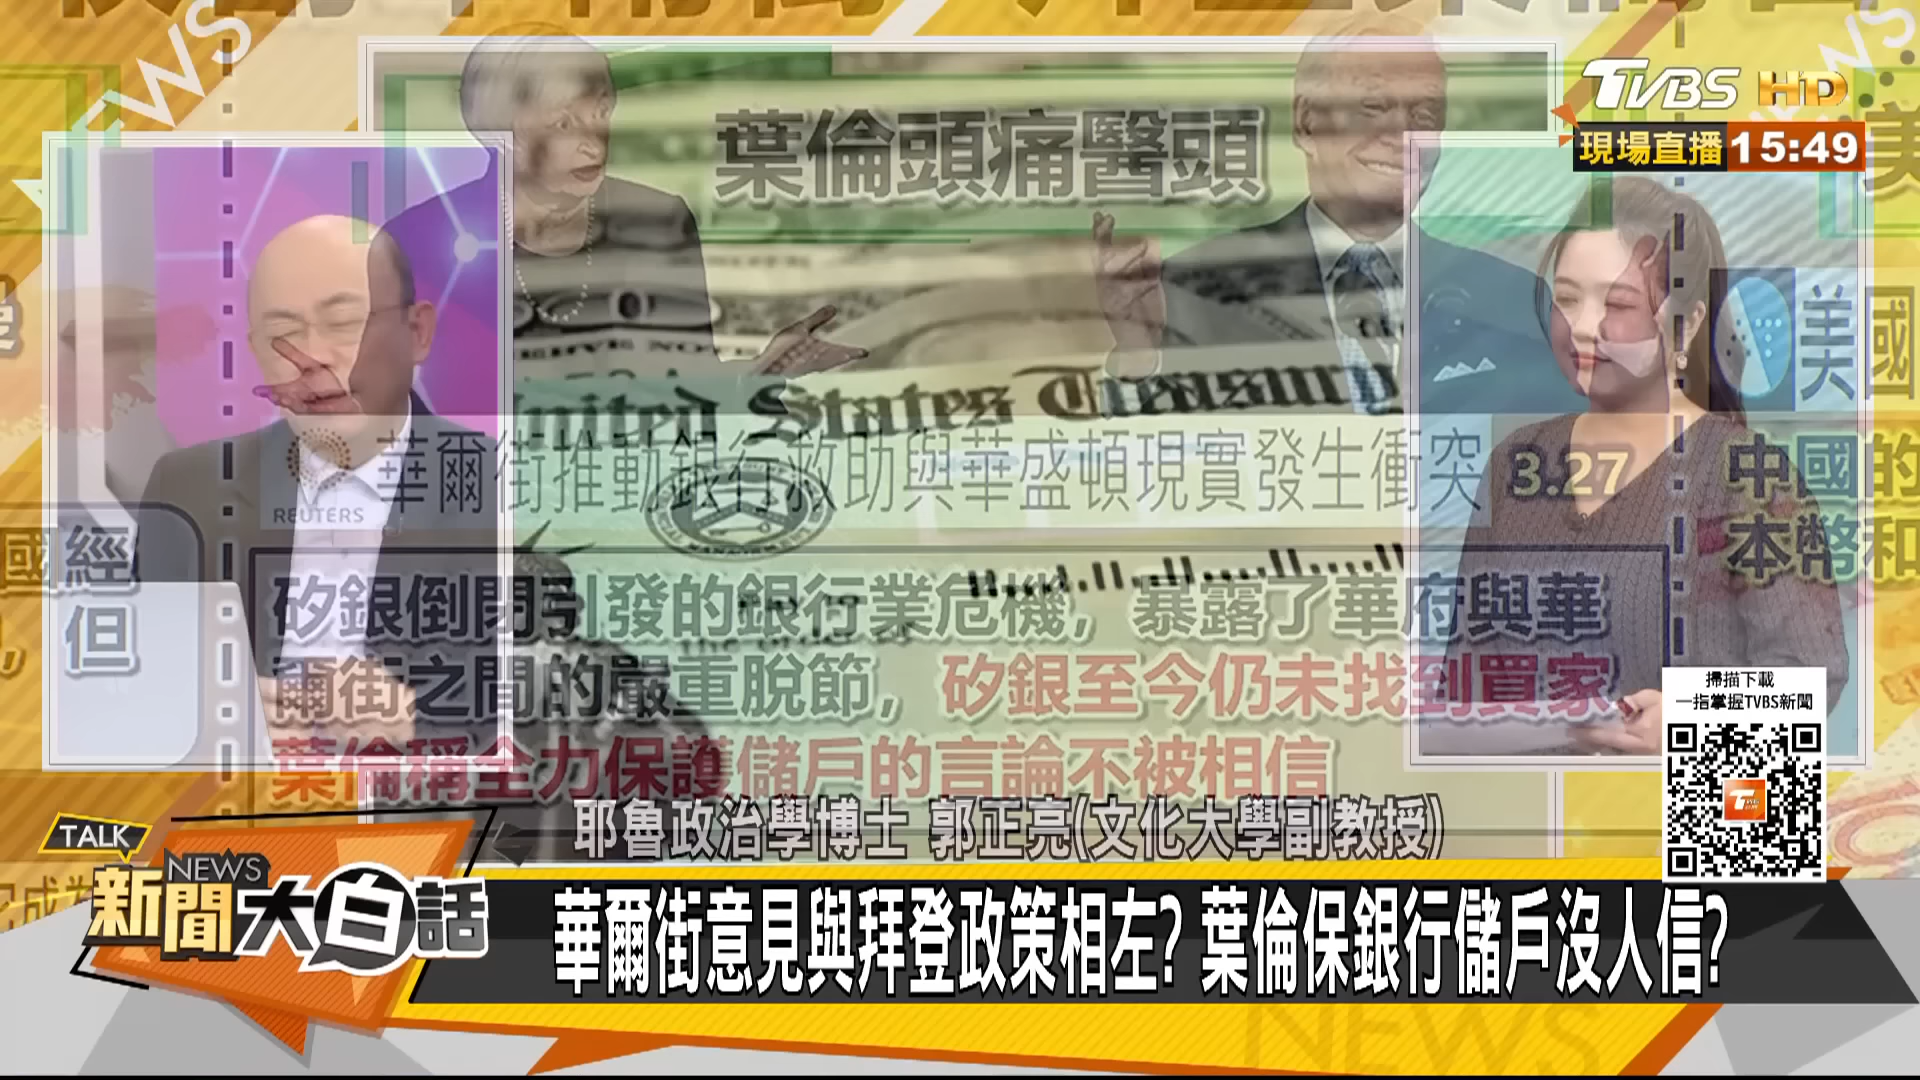 TVBS HD
現場直播 15:49
葉倫頭痛醫頭
United States Treasury
REUTERS
華爾街推動銀行救助與華盛頓現實發生衝突 3.27
矽銀倒閉引發的銀行業危機，暴露了華府與華
爾街之間的嚴重脫節，矽銀至今仍未找到買家
葉倫稱全力保護儲戶的言論不被相信
美國
中國的
本幣和
國經
但
掃描下載
一指掌握TVBS新聞
耶魯政治學博士 郭正亮(文化大學副教授)
TALK
NEWS
新聞大白話
華爾街意見與拜登政策相左? 葉倫保銀行儲戶沒人信?
NEWS